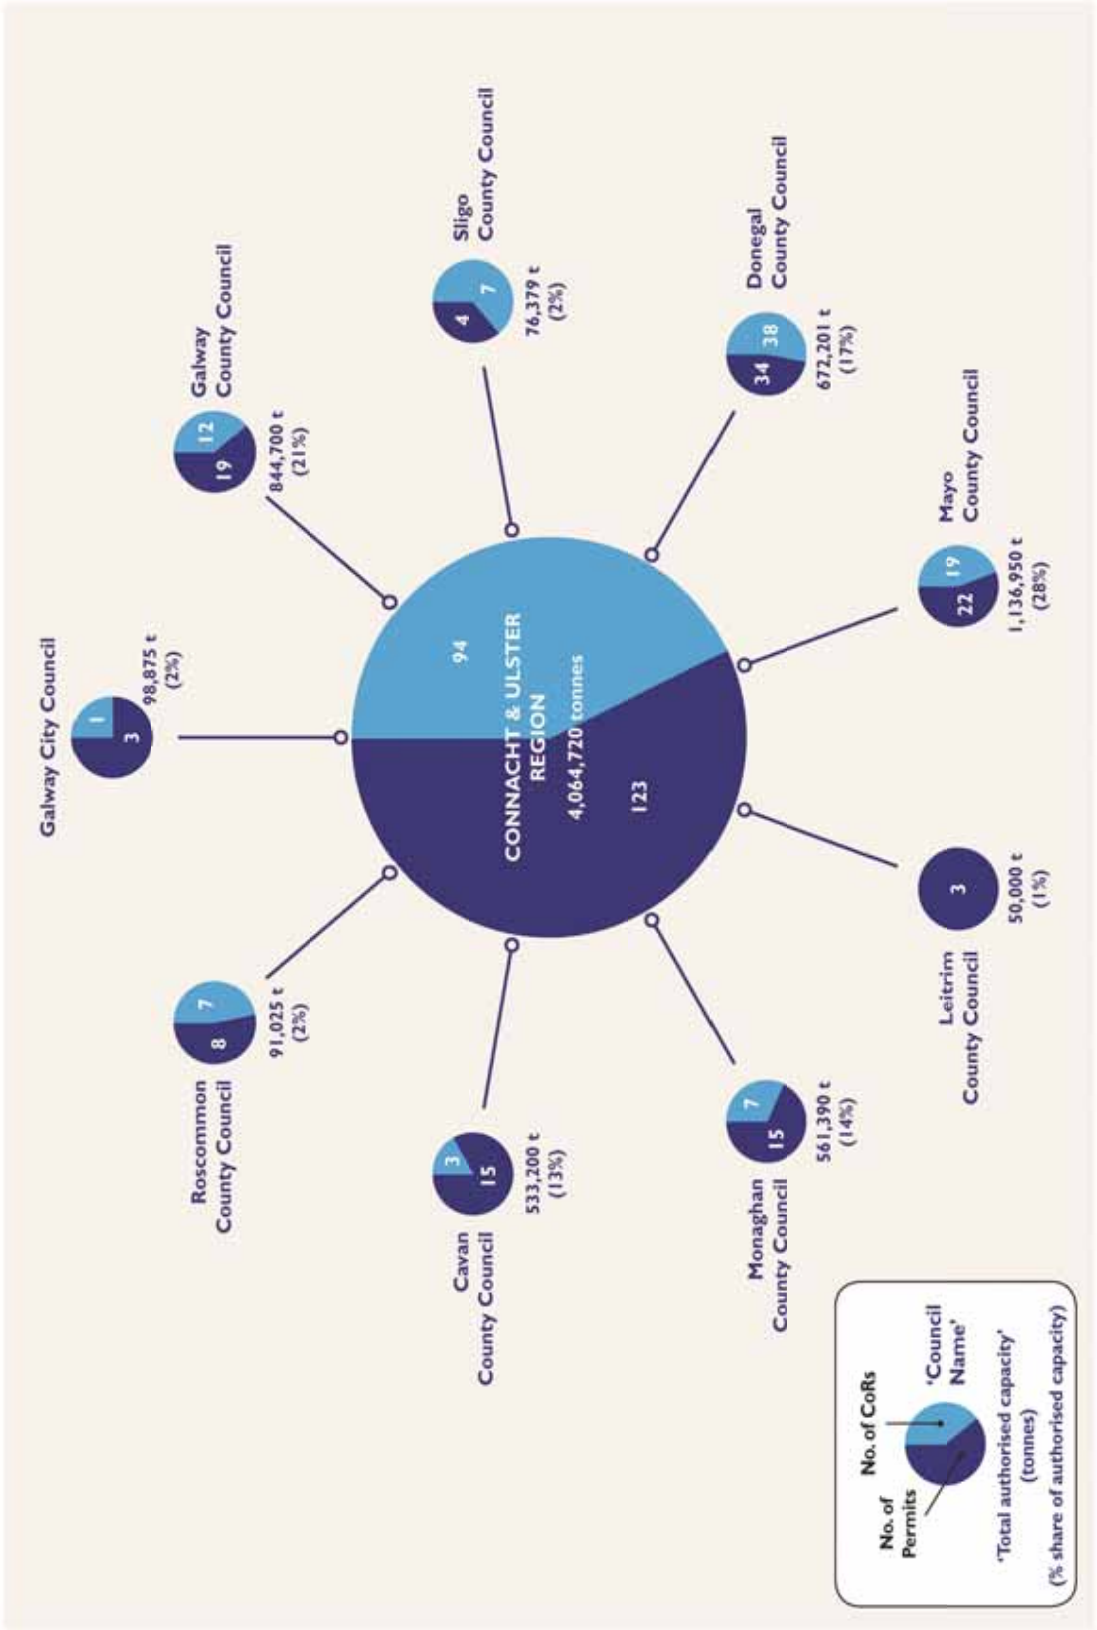 Galway City Council
1
3
98,875 t
(2%)
Galway
County Council
12
19
844,700 t
(21%)
Sligo
County Council
4
7
76,379 t
(2%)
Donegal
County Council
34
38
672,201 t
(17%)
Mayo
County Council
22
19
1,136,950 t
(28%)
Leitrim
County Council
3
50,000 t
(1%)
Monaghan
County Council
7
15
561,390 t
(14%)
Cavan
County Council
3
15
533,200 t
(13%)
Roscommon
County Council
8
7
91,025 t
(2%)
94
CONNACHT & ULSTER
REGION
4,064,720 tonnes
123
No. of CoRs
No. of
Permits
'Council
Name'
'Total authorised capacity'
(tonnes)
(% share of authorised capacity)